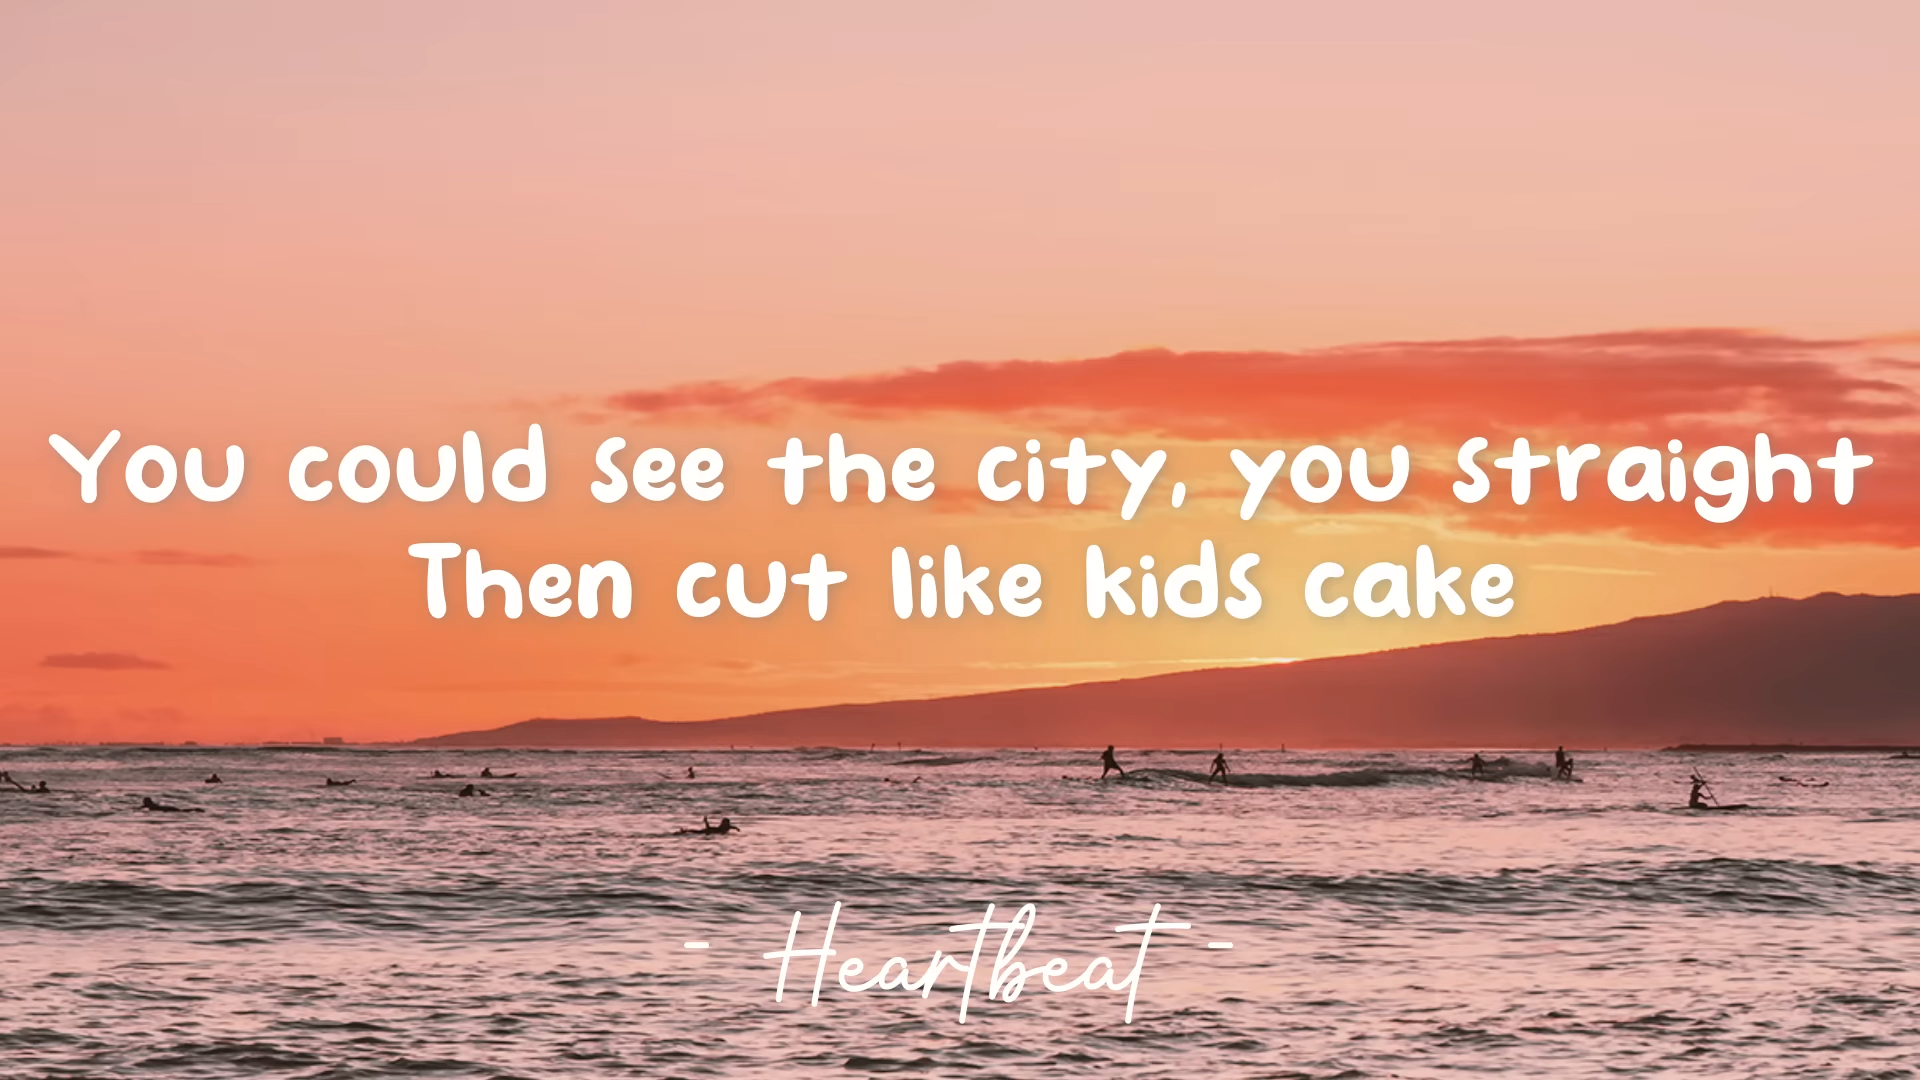 You could see the city, you straight
Then cut like kids cake
- Heartbeat -